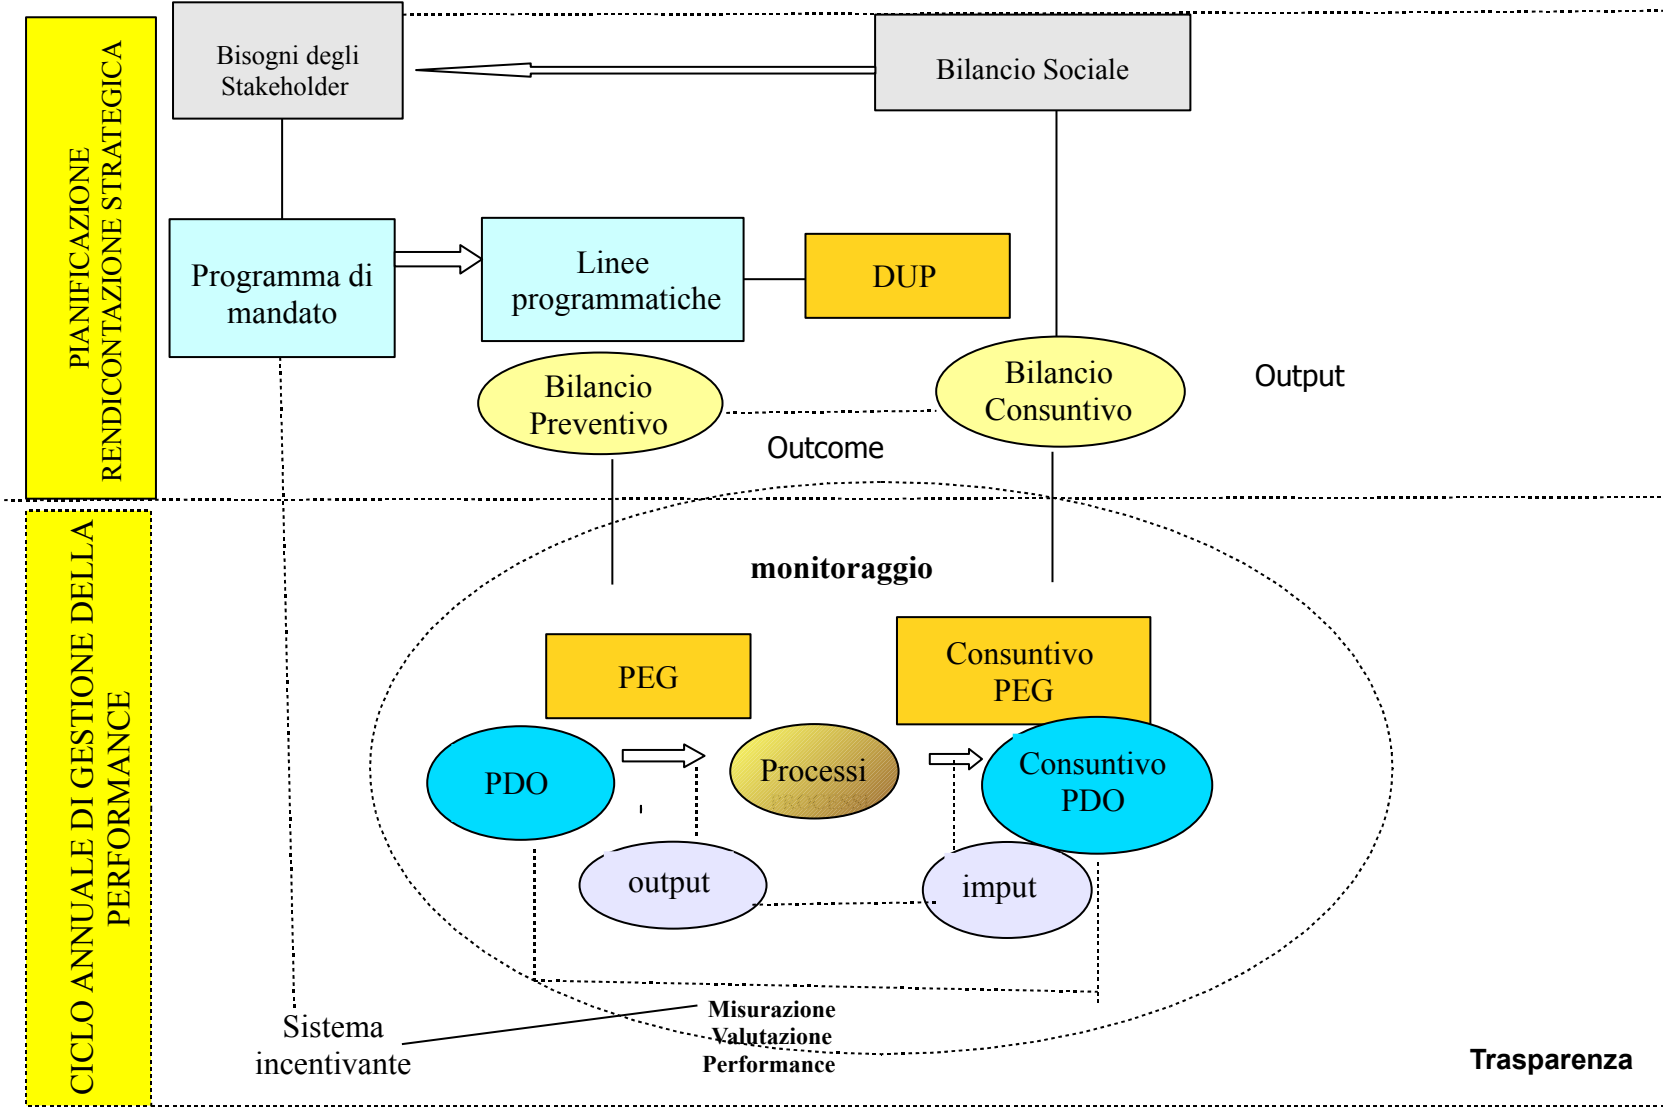 PIANIFICAZIONE
RENDICONTAZIONE STRATEGICA
Bisogni degli
Stakeholder
Bilancio Sociale
Programma di
mandato
Linee
programmatiche
DUP
Bilancio
Preventivo
Bilancio
Consuntivo
Output
Outcome
CICLO ANNUALE DI GESTIONE DELLA
PERFORMANCE
monitoraggio
PEG
Consuntivo
PEG
PDO
Processi
PROCESSI
Consuntivo
PDO
output
imput
Sistema
incentivante
Misurazione
Valutazione
Performance
Trasparenza